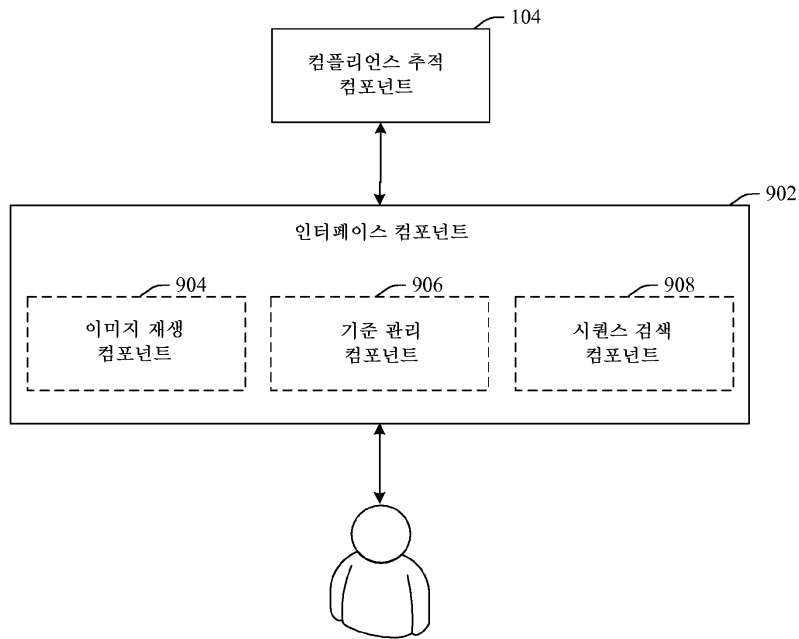 104
컴플리언스 추적
컴포넌트
902
인터페이스 컴포넌트
904
906
908
이미지 재생
컴포넌트
기준 관리
컴포넌트
시퀀스 검색
컴포넌트